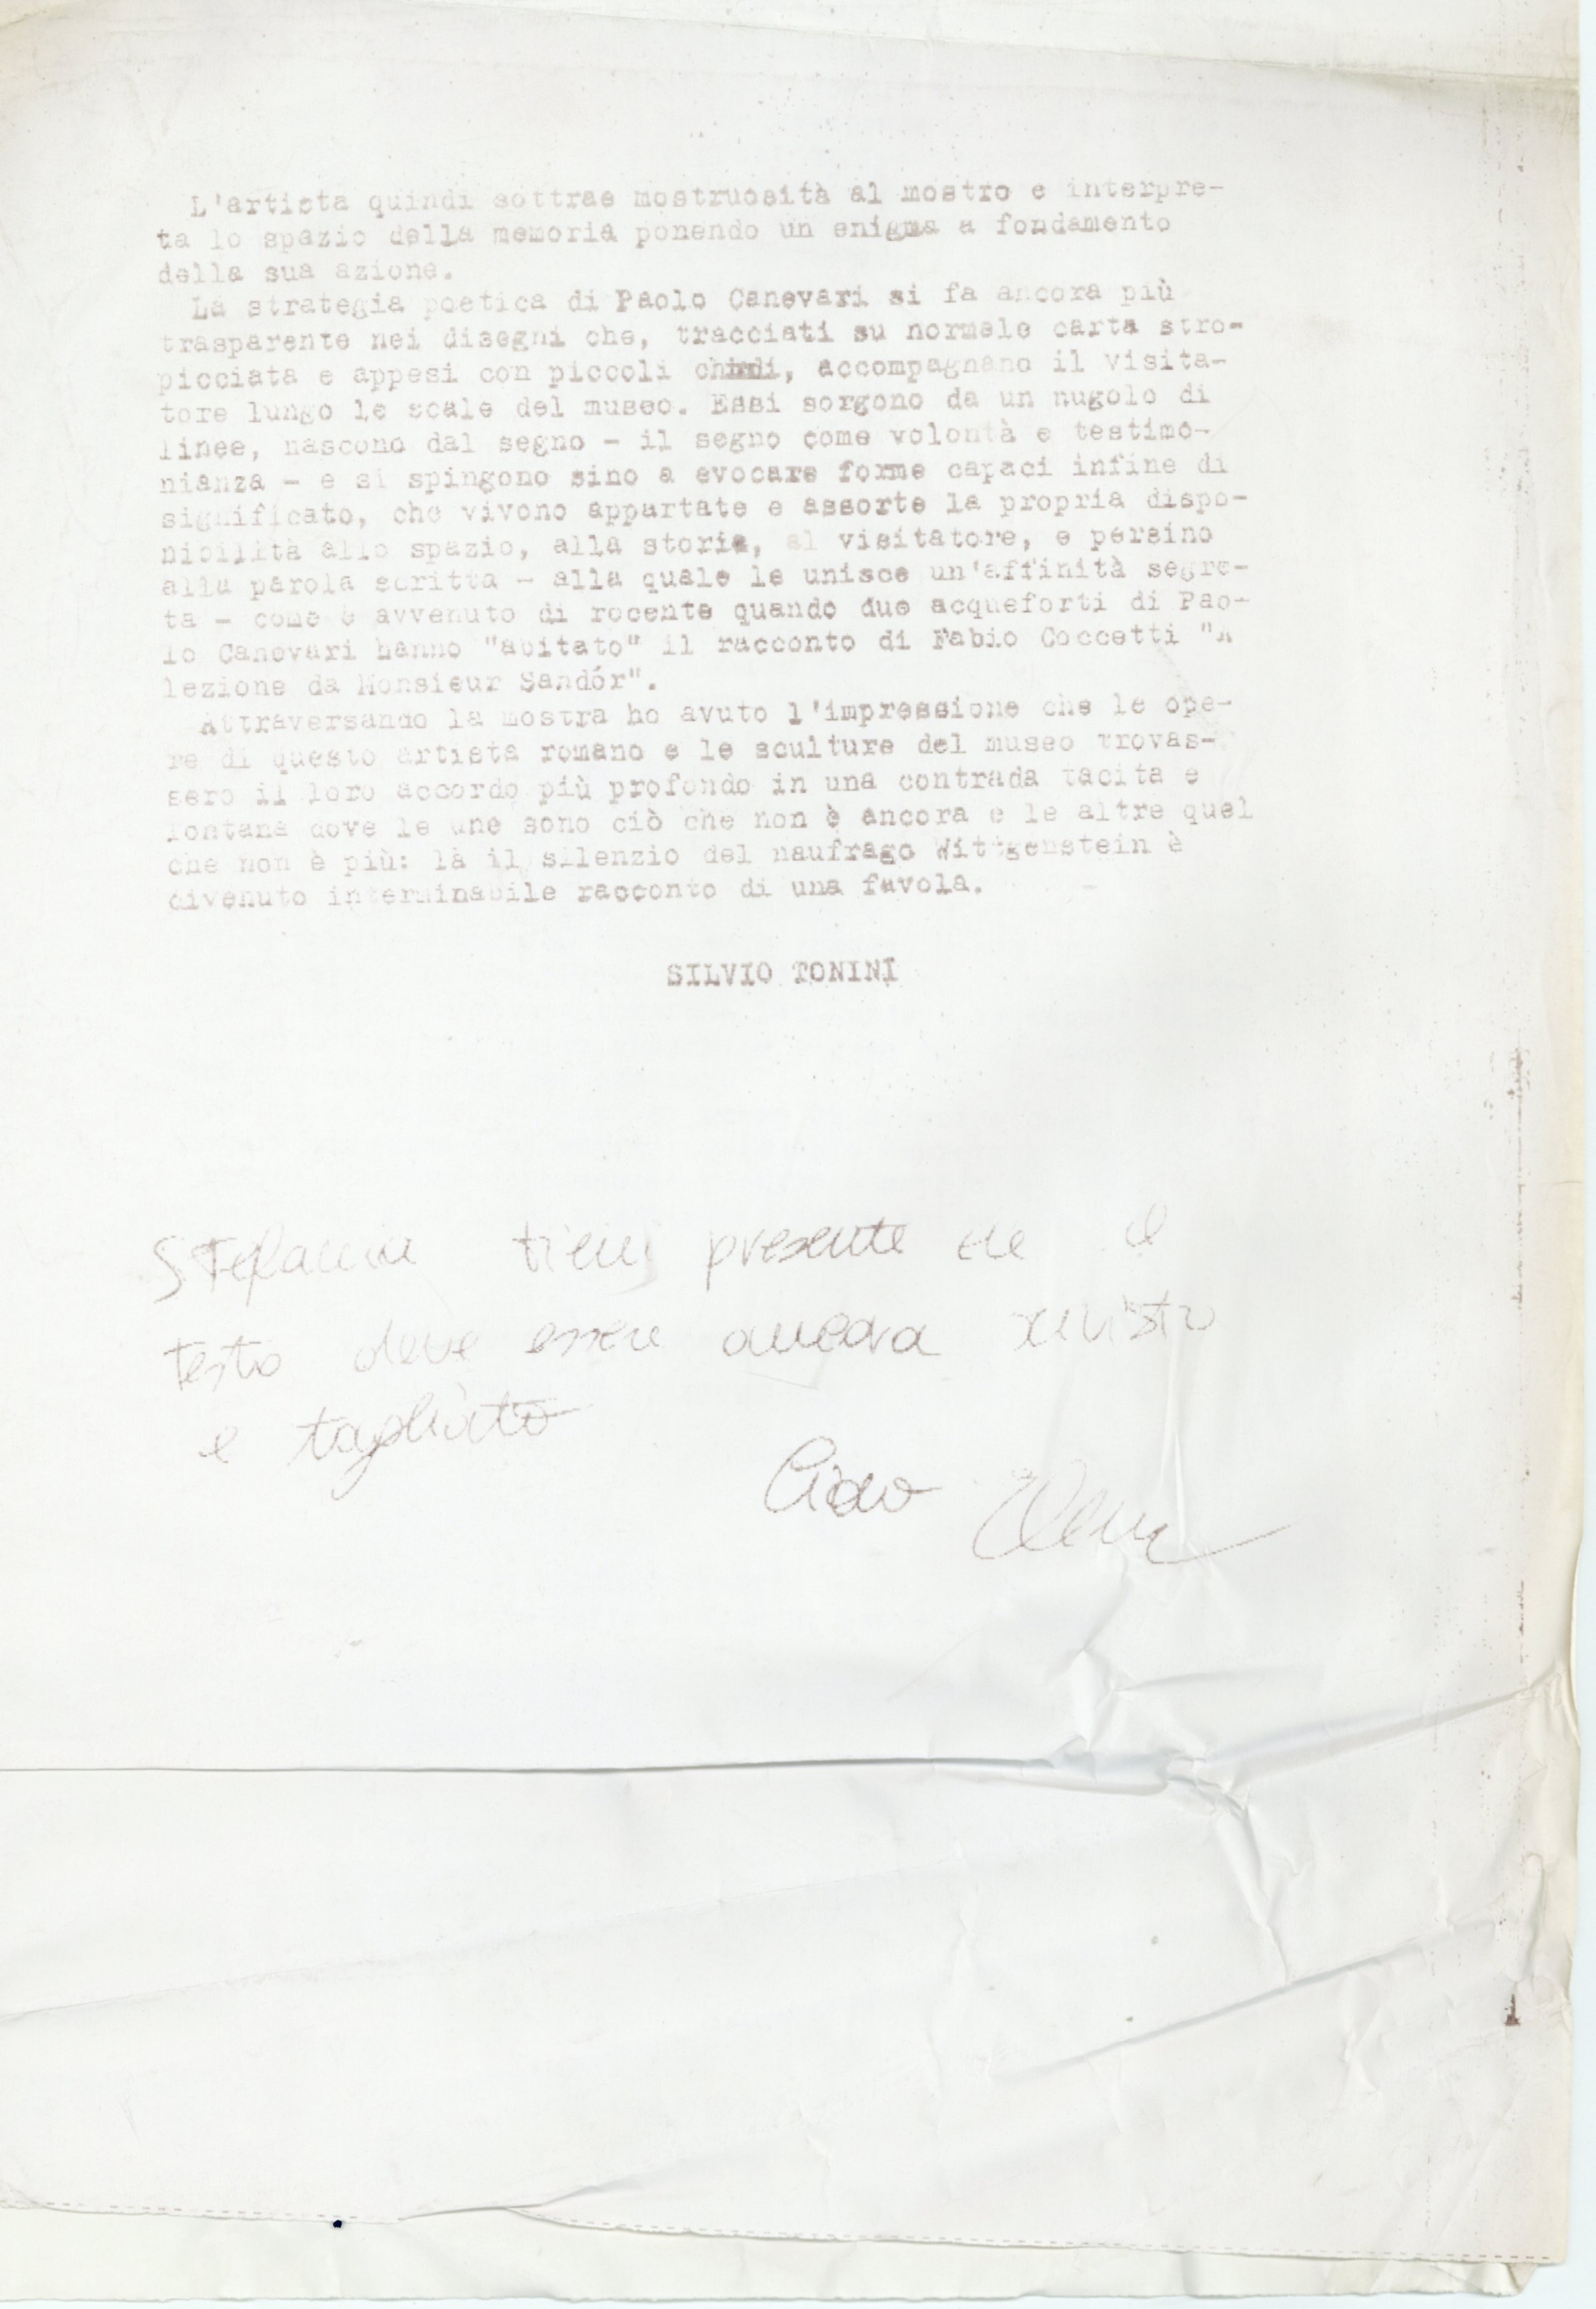 L'artista quindi sottrae mostruosità al mostro e interpre-
ta lo spazio della memoria ponendo un enigma a fondamento
della sua azione.
La strategia poetica di Paolo Canevari si fa ancora più
trasparente nei disegni che, tracciati su normale carta stro-
picciata e appesi con piccoli chiodi, accompagnano il visita-
tore lungo le scale del museo. Essi sorgono da un nugolo di
linee, nascono dal segno - il segno come volontà e testimo-
nianza - e si spingono sino a evocare forme capaci infine di
significato, che vivono appartate e assorte la propria dispo-
nibilità allo spazio, alla storia, al visitatore, e persino
alla parola scritta - alla quale le unisce un'affinità segre-
ta - come è avvenuto di recente quando due acqueforti di Pao-
lo Canevari hanno "abitato" il racconto di Fabio Coccetti "A
lezione da Monsieur Sandór".
Attraversando la mostra ho avuto l'impressione che le ope-
re di questo artista romano e le sculture del museo trovas-
sero il loro accordo più profondo in una contrada tacita e
lontana dove le une sono ciò che non è ancora e le altre quel
che non è più: là il silenzio del naufrago Wittgenstein è
divenuto interminabile racconto di una favola.
SILVIO TONINI
Stefania tieni presente che il
testo deve essere ancora rivisto
e tagliato
Ciao